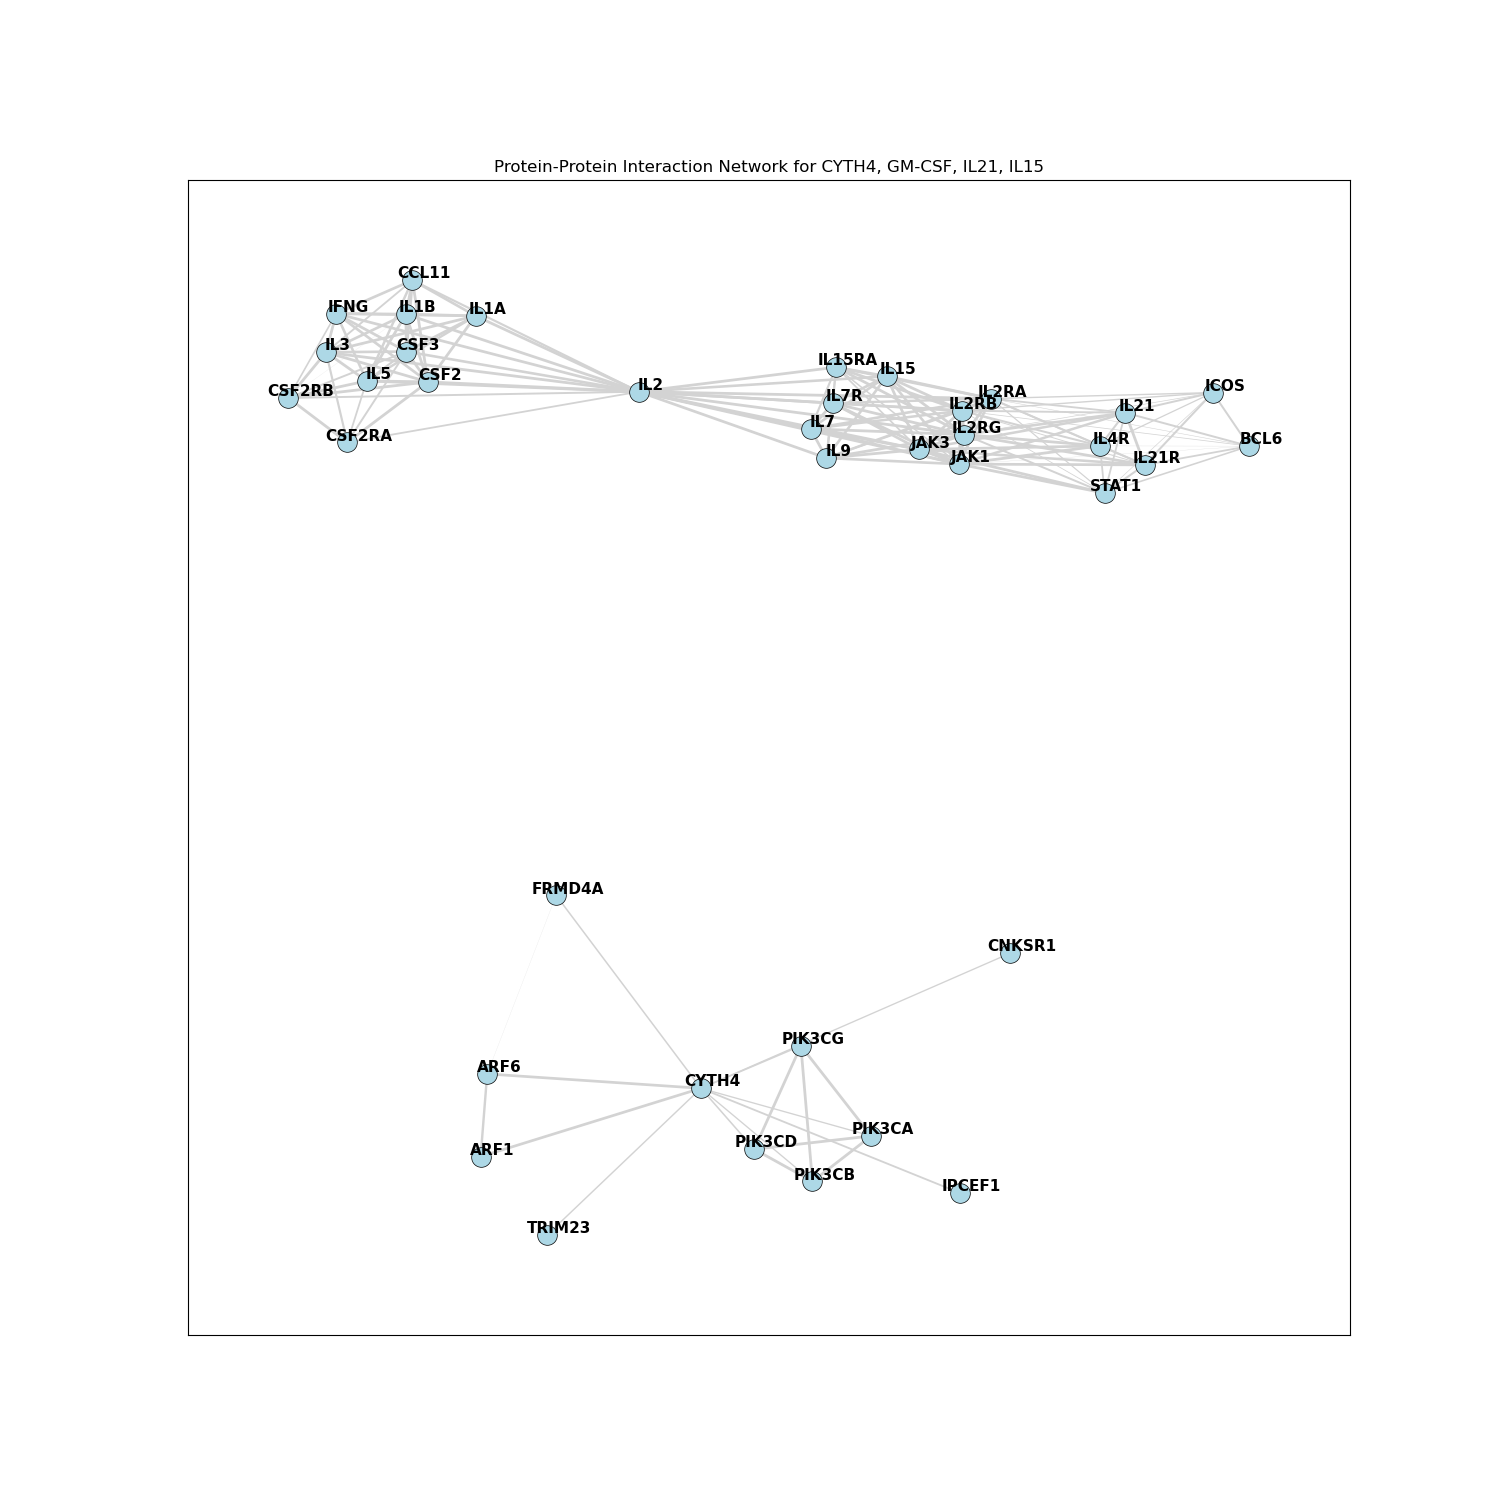 Protein-Protein Interaction Network for CYTH4, GM-CSF, IL21, IL15
CCL11
IFNG
IL1B
IL1A
IL3
CSF3
IL5
CSF2
CSF2RB
CSF2RA
IL2
IL15RA
IL15
IL7R
IL2RA
IL2RB
IL7
IL2RG
JAK3
IL9
JAK1
ICOS
IL21
IL4R
BCL6
IL21R
STAT1
FRMD4A
CNKSR1
PIK3CG
ARF6
CYTH4
PIK3CA
PIK3CD
ARF1
PIK3CB
IPCEF1
TRIM23